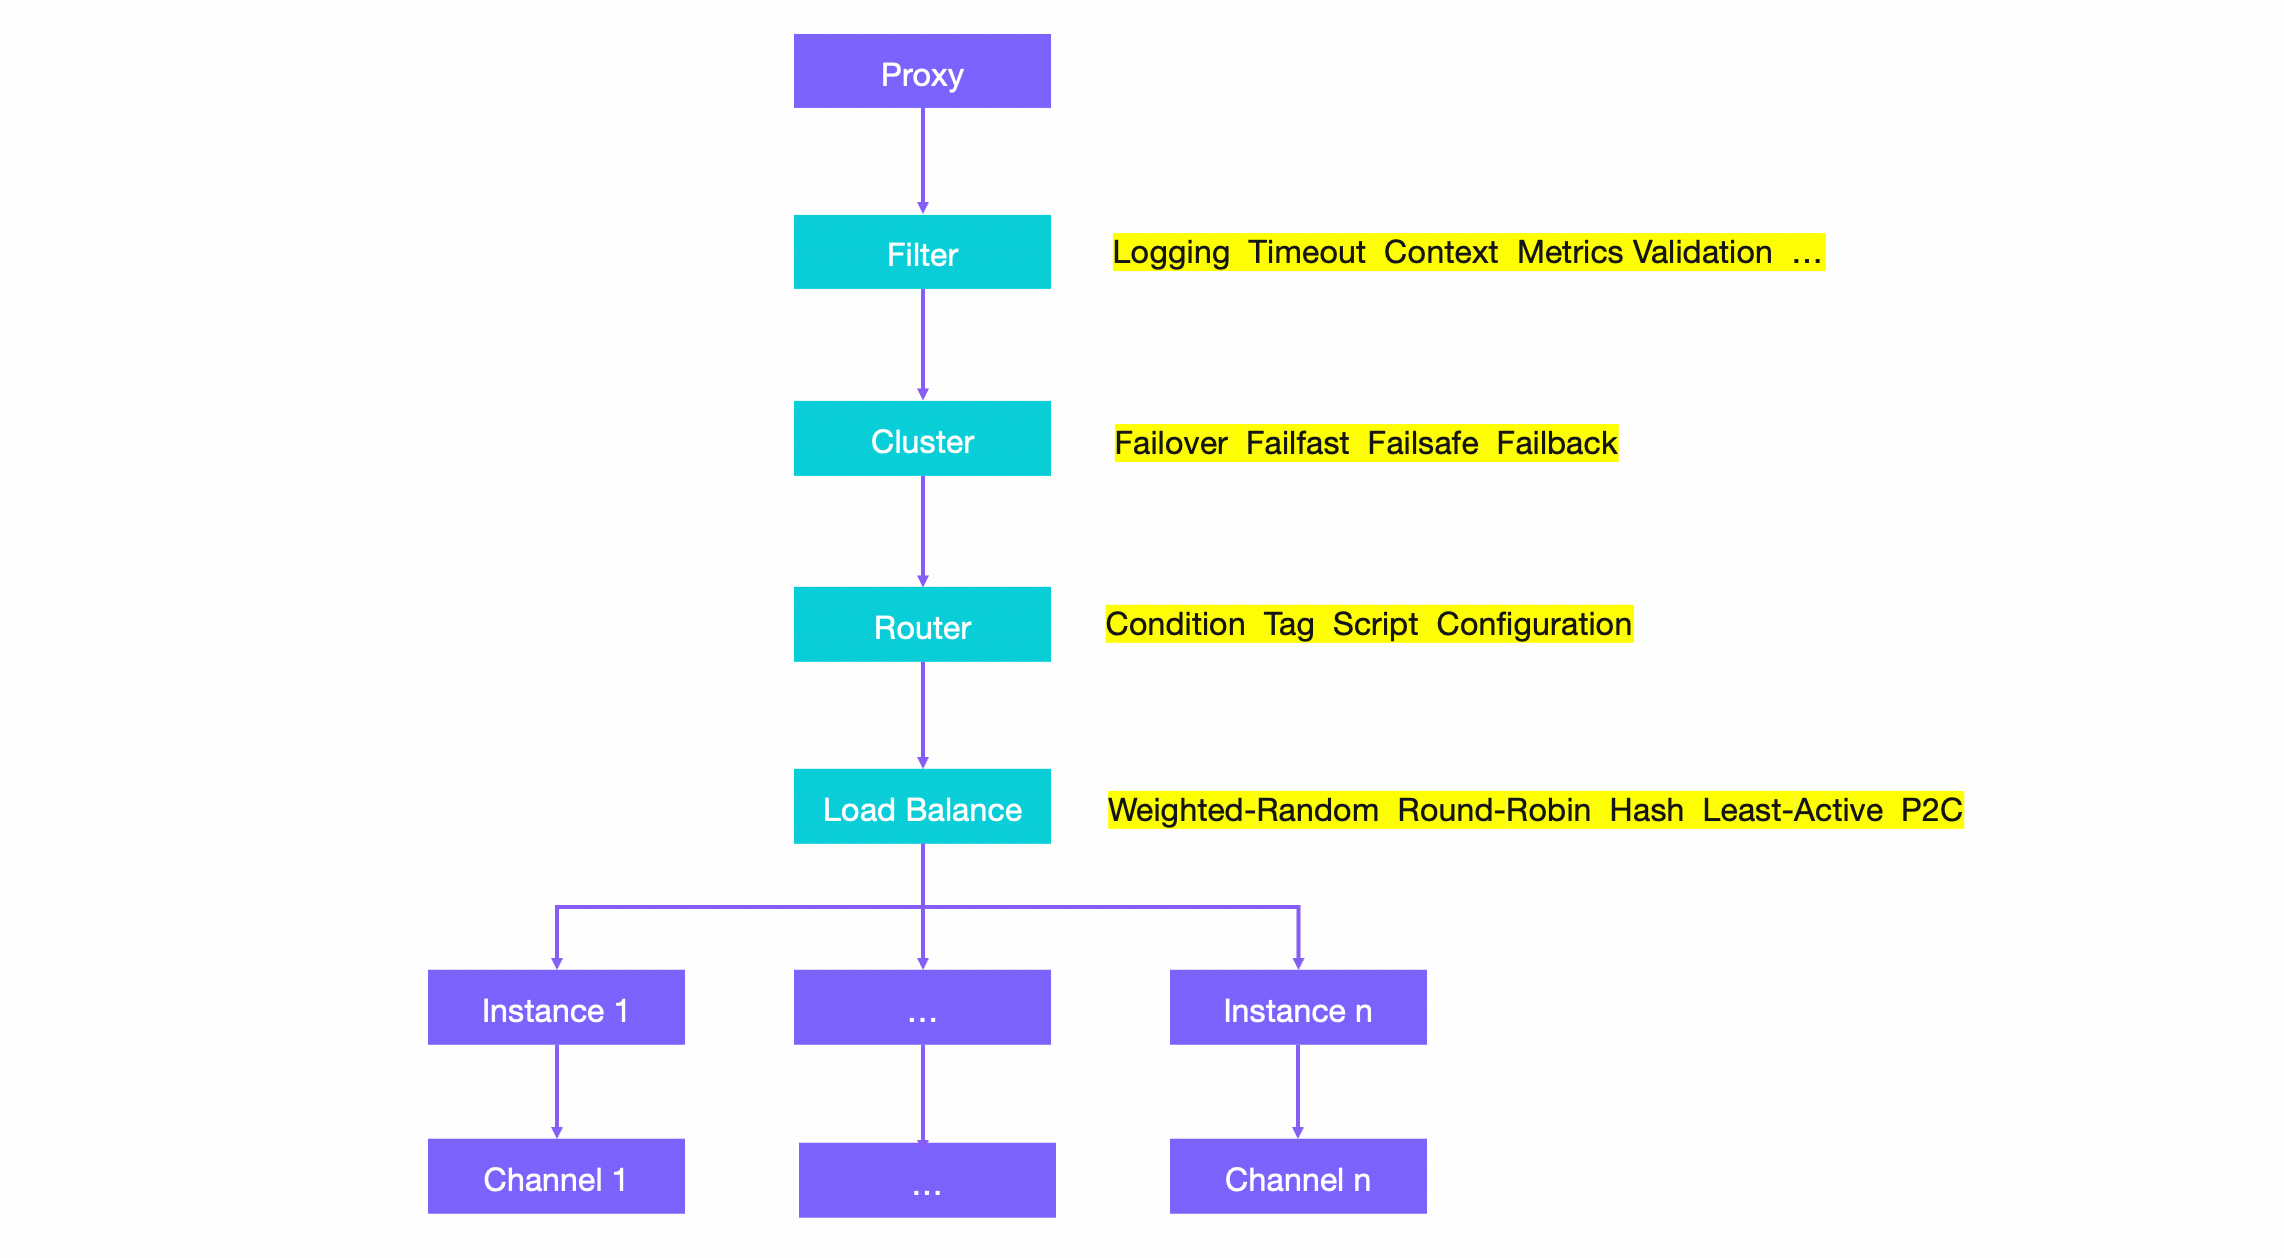 Proxy
Filter
Logging Timeout Context Metrics Validation ...
Cluster
Failover Failfast Failsafe Failback
Router
Condition Tag Script Configuration
Load Balance
Weighted-Random Round-Robin Hash Least-Active P2C
Instance 1
...
Instance n
Channel 1
...
Channel n